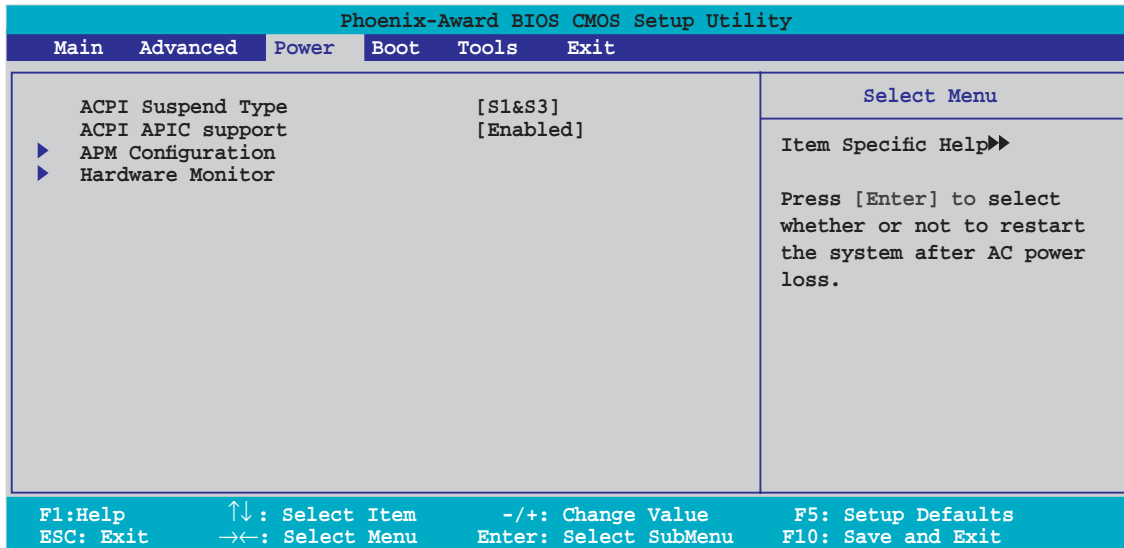 Phoenix-Award BIOS CMOS Setup Utility
Main Advanced Power Boot Tools Exit
ACPI Suspend Type [S1&S3]
ACPI APIC support [Enabled]
APM Configuration
Hardware Monitor
Select Menu
Item Specific Help
Press [Enter] to select
whether or not to restart
the system after AC power
loss.
F1:Help ↑↓: Select Item -/+: Change Value F5: Setup Defaults
ESC: Exit →←: Select Menu Enter: Select SubMenu F10: Save and Exit